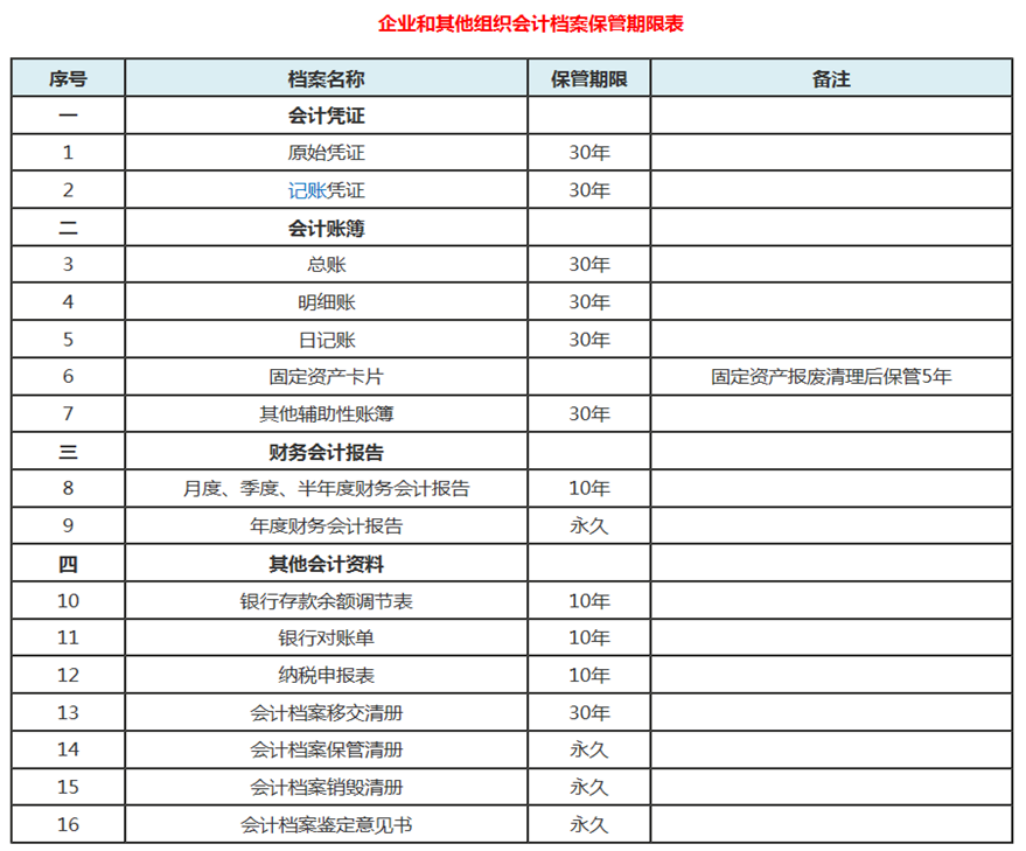 企业和其他组织会计档案保管期限表
序号 档案名称 保管期限 备注
一 会计凭证
1 原始凭证 30年
2 记账凭证 30年
二 会计账簿
3 总账 30年
4 明细账 30年
5 日记账 30年
6 固定资产卡片 固定资产报废清理后保管5年
7 其他辅助性账簿 30年
三 财务会计报告
8 月度、季度、半年度财务会计报告 10年
9 年度财务会计报告 永久
四 其他会计资料
10 银行存款余额调节表 10年
11 银行对账单 10年
12 纳税申报表 10年
13 会计档案移交清册 30年
14 会计档案保管清册 永久
15 会计档案销毁清册 永久
16 会计档案鉴定意见书 永久